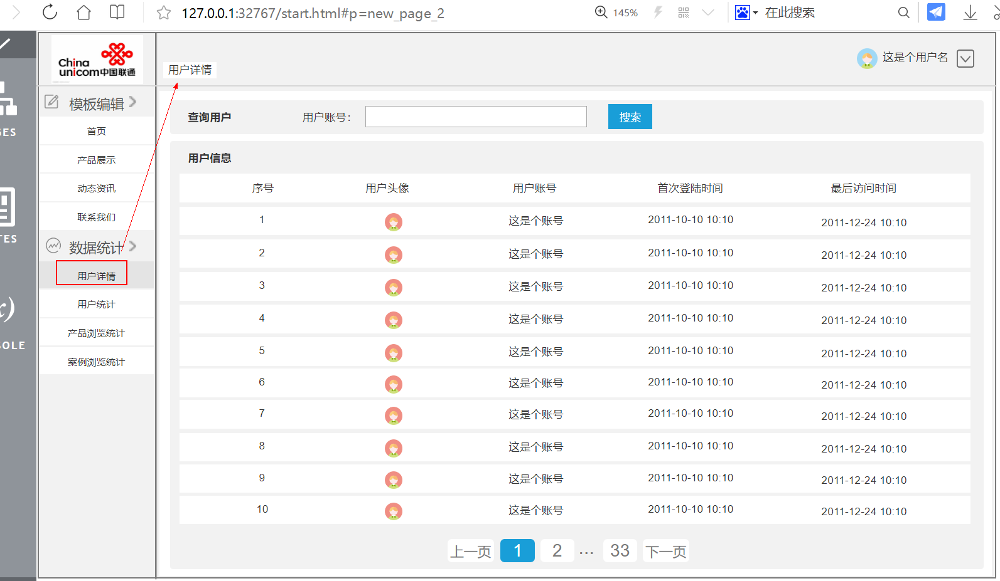 127.0.0.1:32767/start.html#p=new_page_2
145%
在此搜索
China
unicom中国联通
用户详情
这是个用户名
模板编辑
首页
产品展示
动态资讯
联系我们
数据统计
用户详情
用户统计
产品浏览统计
案例浏览统计
GES
TES
x)
SOLE
查询用户 用户账号: 搜索
用户信息
序号 用户头像 用户账号 首次登陆时间 最后访问时间
1 这是个账号 2011-10-10 10:10 2011-12-24 10:10
2 这是个账号 2011-10-10 10:10 2011-12-24 10:10
3 这是个账号 2011-10-10 10:10 2011-12-24 10:10
4 这是个账号 2011-10-10 10:10 2011-12-24 10:10
5 这是个账号 2011-10-10 10:10 2011-12-24 10:10
6 这是个账号 2011-10-10 10:10 2011-12-24 10:10
7 这是个账号 2011-10-10 10:10 2011-12-24 10:10
8 这是个账号 2011-10-10 10:10 2011-12-24 10:10
9 这是个账号 2011-10-10 10:10 2011-12-24 10:10
10 这是个账号 2011-10-10 10:10 2011-12-24 10:10
上一页 1 2 ... 33 下一页